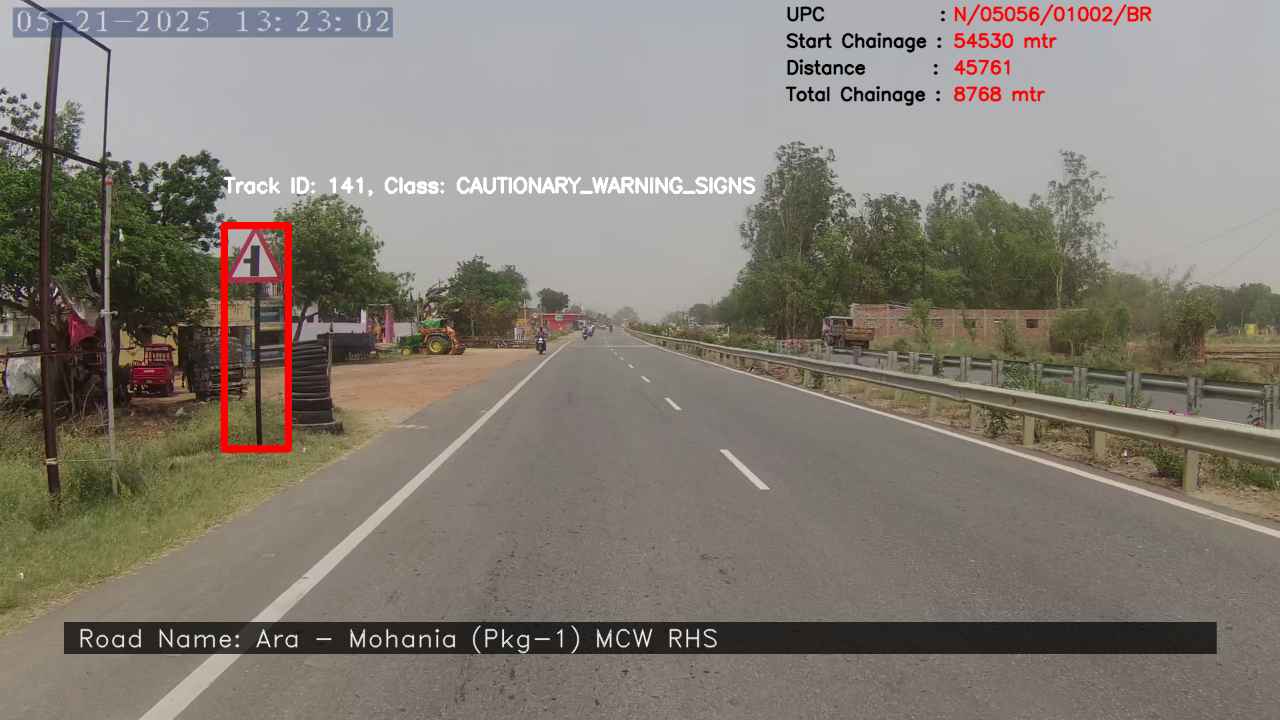 05-21-2025 13:23:02
UPC : N/05056/01002/BR
Start Chainage : 54530 mtr
Distance : 45761
Total Chainage : 8768 mtr
Track ID: 141, Class: CAUTIONARY_WARNING_SIGNS
Road Name: Ara - Mohania (Pkg-1) MCW RHS